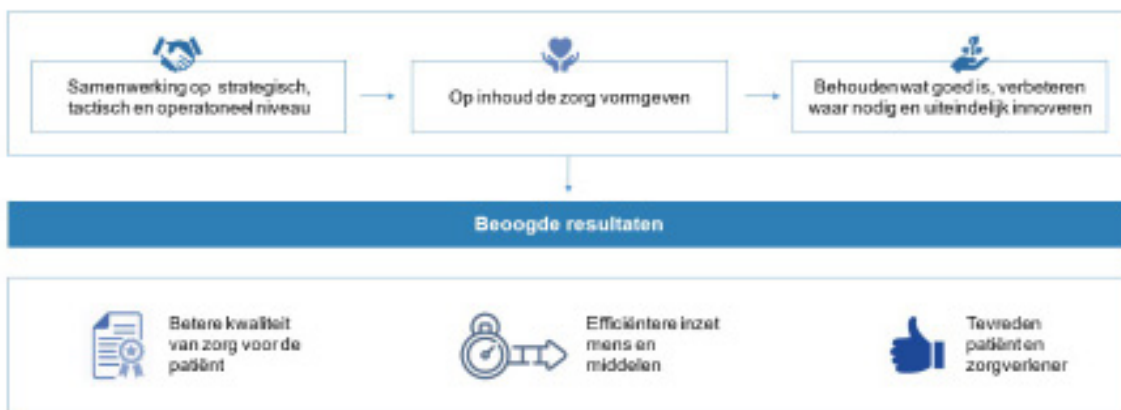 Samenwerking op strategisch,
tactisch en operatoneel niveau
Op inhoud de zorg vormgeven
Behouden wat goed is, verbeteren
waar nodig en uiteindelijk innoveren
Beoogde resultaten
Betere kwaliteit
van zorg voor de
patiënt
Efficiëntere inzet
mens en
middelen
Tevreden
patiënt en
zorgverlener